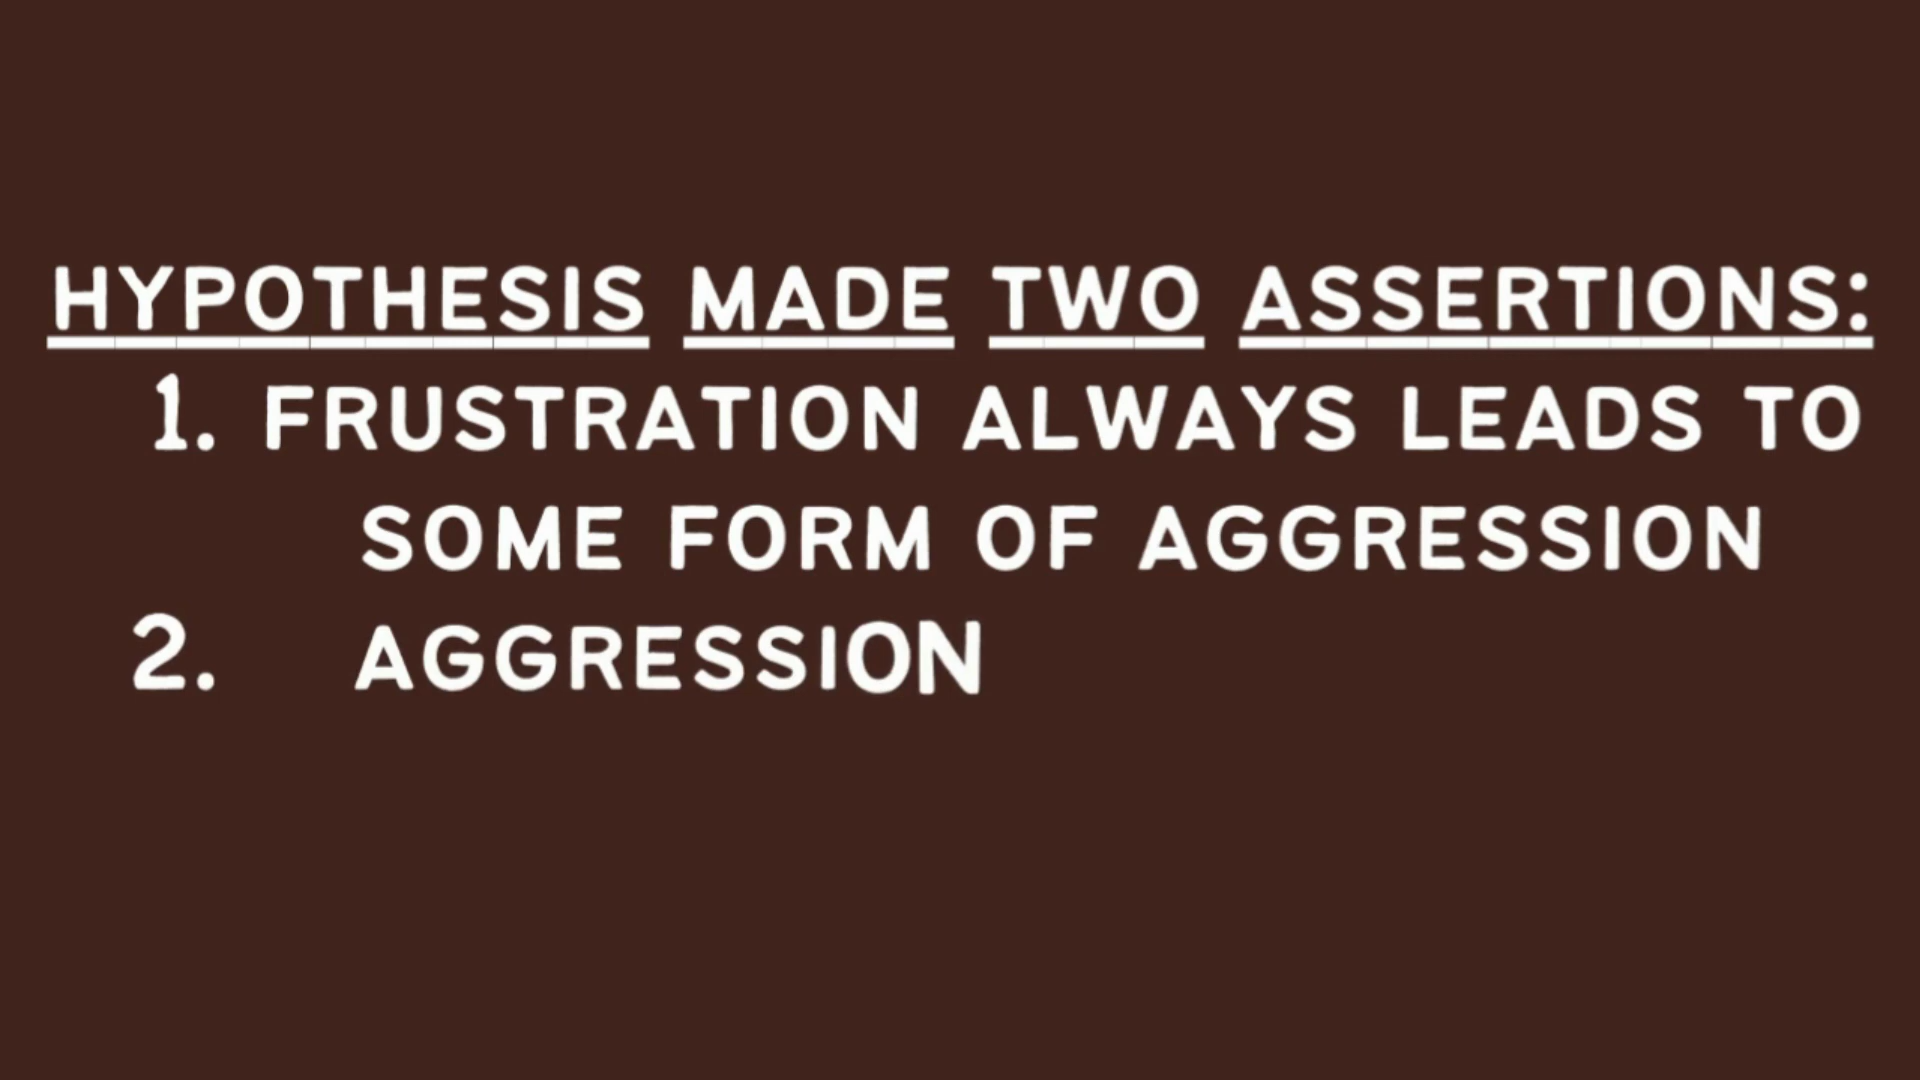 HYPOTHESIS MADE TWO ASSERTIONS:
1. FRUSTRATION ALWAYS LEADS TO
SOME FORM OF AGGRESSION
2. AGGRESSION